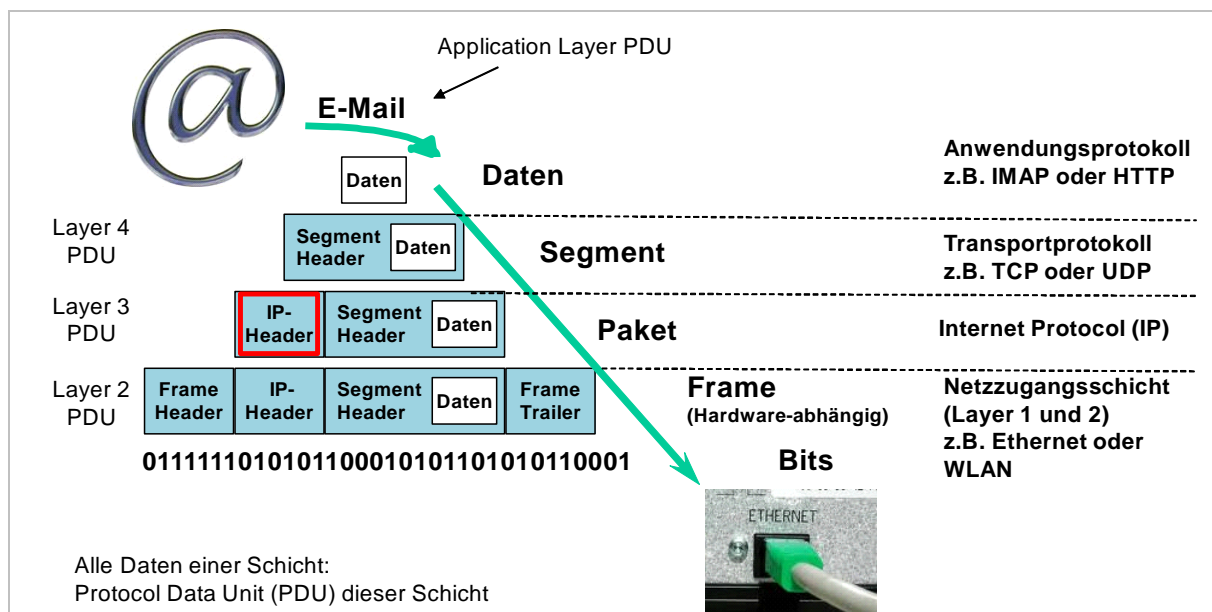 Application Layer PDU
E-Mail
Daten
Daten
Anwendungsprotokoll
z.B. IMAP oder HTTP
Layer 4
PDU
Segment
Header
Daten
Segment
Transportprotokoll
z.B. TCP oder UDP
Layer 3
PDU
IP-
Header
Segment
Header
Daten
Paket
Internet Protocol (IP)
Layer 2
PDU
Frame
Header
IP-
Header
Segment
Header
Daten
Frame
Trailer
Frame
(Hardware-abhängig)
Netzzugangsschicht
(Layer 1 und 2)
z.B. Ethernet oder
WLAN
0111111010101100010101101010110001
Bits
ETHERNET
Alle Daten einer Schicht:
Protocol Data Unit (PDU) dieser Schicht